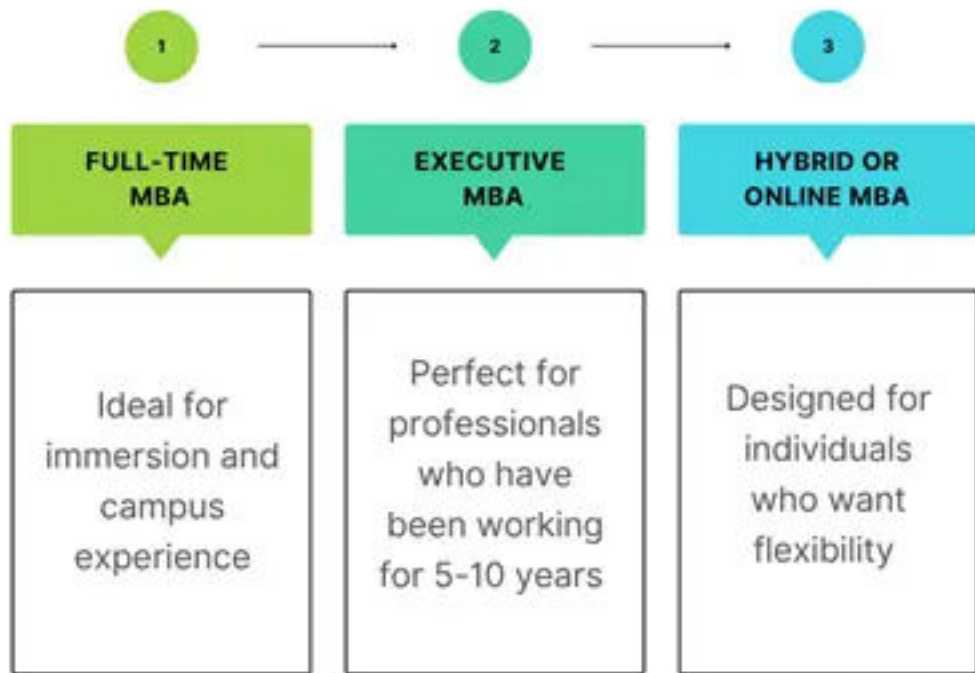 1
2
3
FULL-TIME
MBA
EXECUTIVE
MBA
HYBRID OR
ONLINE MBA
Ideal for
immersion and
campus
experience
Perfect for
professionals
who have
been working
for 5-10 years
Designed for
individuals
who want
flexibility